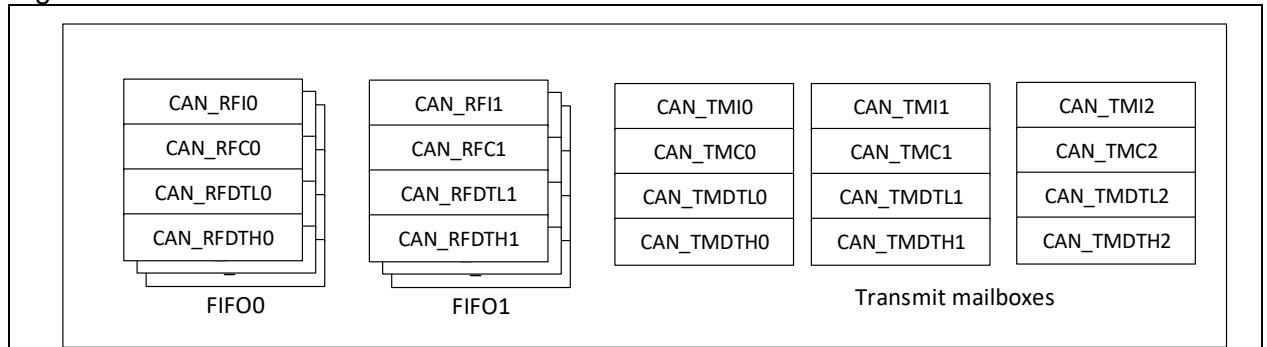 CAN_RFI0
CAN_RFC0
CAN_RFDTL0
CAN_RFDTH0
FIFO0
CAN_RFI1
CAN_RFC1
CAN_RFDTL1
CAN_RFDTH1
FIFO1
CAN_TMI0
CAN_TMC0
CAN_TMDTL0
CAN_TMDTH0
CAN_TMI1
CAN_TMC1
CAN_TMDTL1
CAN_TMDTH1
CAN_TMI2
CAN_TMC2
CAN_TMDTL2
CAN_TMDTH2
Transmit mailboxes